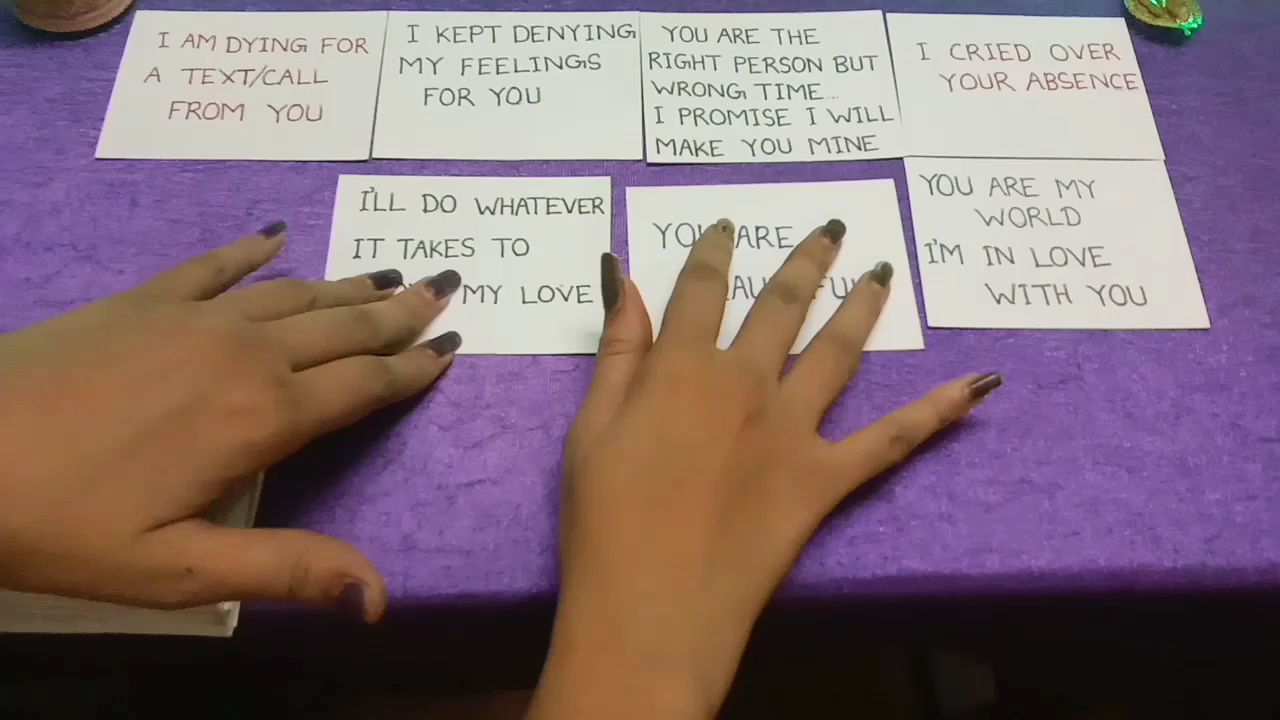 I AM DYING FOR
A TEXT/CALL
FROM YOU
I KEPT DENYING
MY FEELINGS
FOR YOU
YOU ARE THE
RIGHT PERSON BUT
WRONG TIME...
I PROMISE I WILL
MAKE YOU MINE
I CRIED OVER
YOUR ABSENCE
I'LL DO WHATEVER
IT TAKES TO
MY LOVE
YOU ARE
YOU ARE MY
WORLD
I'M IN LOVE
WITH YOU